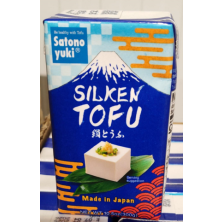 Satono
yuki®
SILKEN
TOFU
絹とうふ
Made in Japan